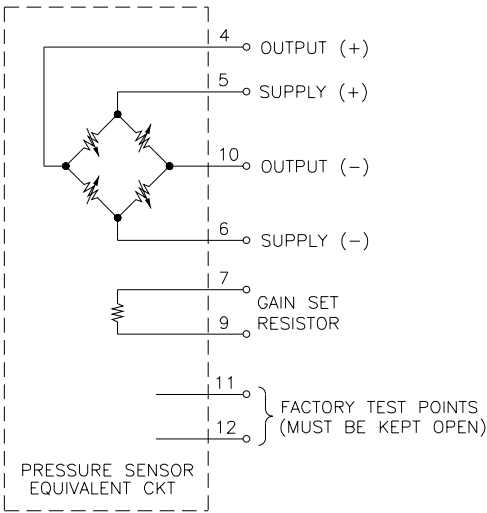 4
OUTPUT (+)
5
SUPPLY (+)
10
OUTPUT (-)
6
SUPPLY (-)
7
GAIN SET
RESISTOR
9
11
FACTORY TEST POINTS
(MUST BE KEPT OPEN)
12
PRESSURE SENSOR
EQUIVALENT CKT